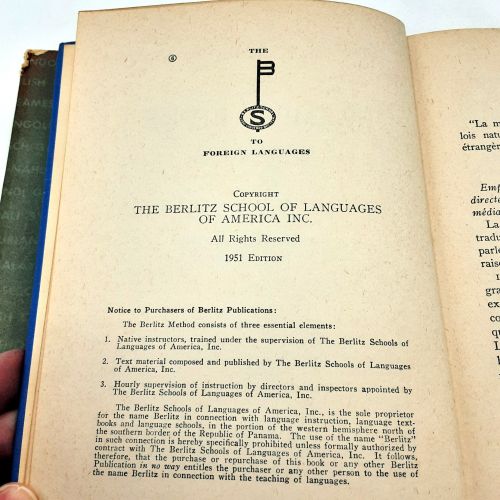 THE
6
B
S
TO
FOREIGN LANGUAGES
COPYRIGHT
THE BERLITZ SCHOOL OF LANGUAGES
OF AMERICA INC.
All Rights Reserved
1951 EDITION
Notice to Purchasers of Berlitz Publications:
The Berlitz Method consists of three essential elements:
1. Native instructors, trained under the supervision of The Berlitz Schools of
Languages of America, Inc.
2. Text material composed and published by The Berlitz Schools of Languages
of America, Inc.
3. Hourly supervision of instruction by directors and inspectors appointed by
The Berlitz Schools of Languages of America, Inc.
The Berlitz Schools of Languages of America, Inc., is the sole proprietor
for the name Berlitz in connection with language instruction, language text-
books and language schools, in the portion of the western hemisphere north of
the southern border of the Republic of Panama. The use of the name "Berlitz"
in such connection is hereby specifically prohibited unless formally authorized by
contract with The Berlitz Schools of Languages of America, Inc. It follows,
therefore, that the purchase or repurchase of this book or any other Berlitz
Publication in no way entitles the purchaser or any other person to the use of
the name Berlitz in connection with the teaching of languages.
"La m
lois natu
étrangèr
Emp
directe
média
La
tradu
parle
raiso
l
gra
ex
co
qu
L